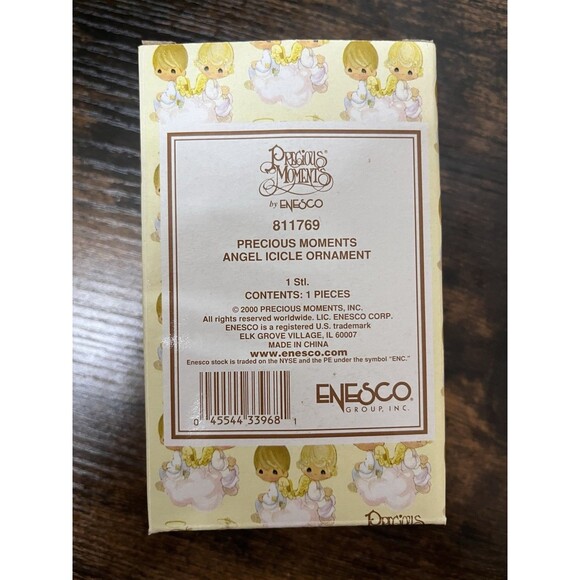 PRECIOUS
MOMENTS
by ENESCO
811769
PRECIOUS MOMENTS
ANGEL ICICLE ORNAMENT
1 Stl.
CONTENTS: 1 PIECES
© 2000 PRECIOUS MOMENTS, INC.
All rights reserved worldwide. LIC. ENESCO CORP.
ENESCO is a registered U.S. trademark
ELK GROVE VILLAGE, IL 60007
MADE IN CHINA
www.enesco.com
Enesco stock is traded on the NYSE and the PE under the symbol "ENC."
0 45544 33968 1
ENESCO®
GROUP, INC.
Precious